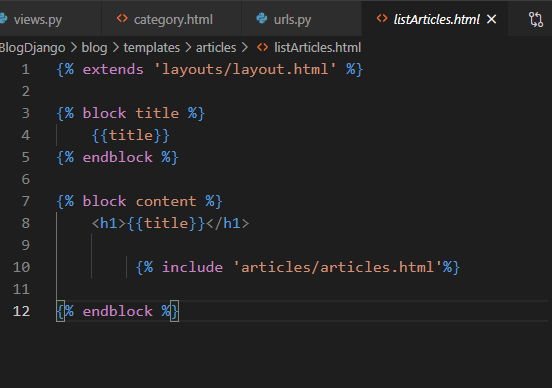 views.py category.html urls.py listArticles.html
BlogDjango > blog > templates > articles > listArticles.html
1 {% extends 'layouts/layout.html' %}
2
3 {% block title %}
4 {{title}}
5 {% endblock %}
6
7 {% block content %}
8 <h1>{{title}}</h1>
9
10 {% include 'articles/articles.html'%}
11
12 {% endblock %}